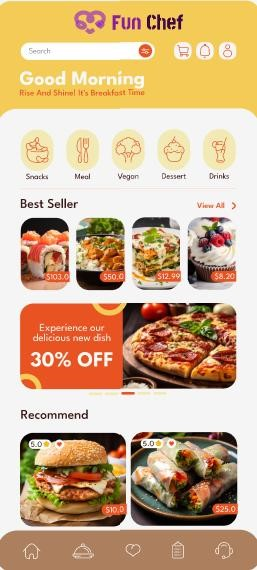 Fun Chef
Search
Good Morning
Rise And Shine! It's Breakfast Time
Snacks
Meal
Vegan
Dessert
Drinks
Best Seller
View All
$103.0
$50.0
$12.99
$8.20
Experience our
delicious new dish
30% OFF
Recommend
5.0
5.0
$10.0
$25.0